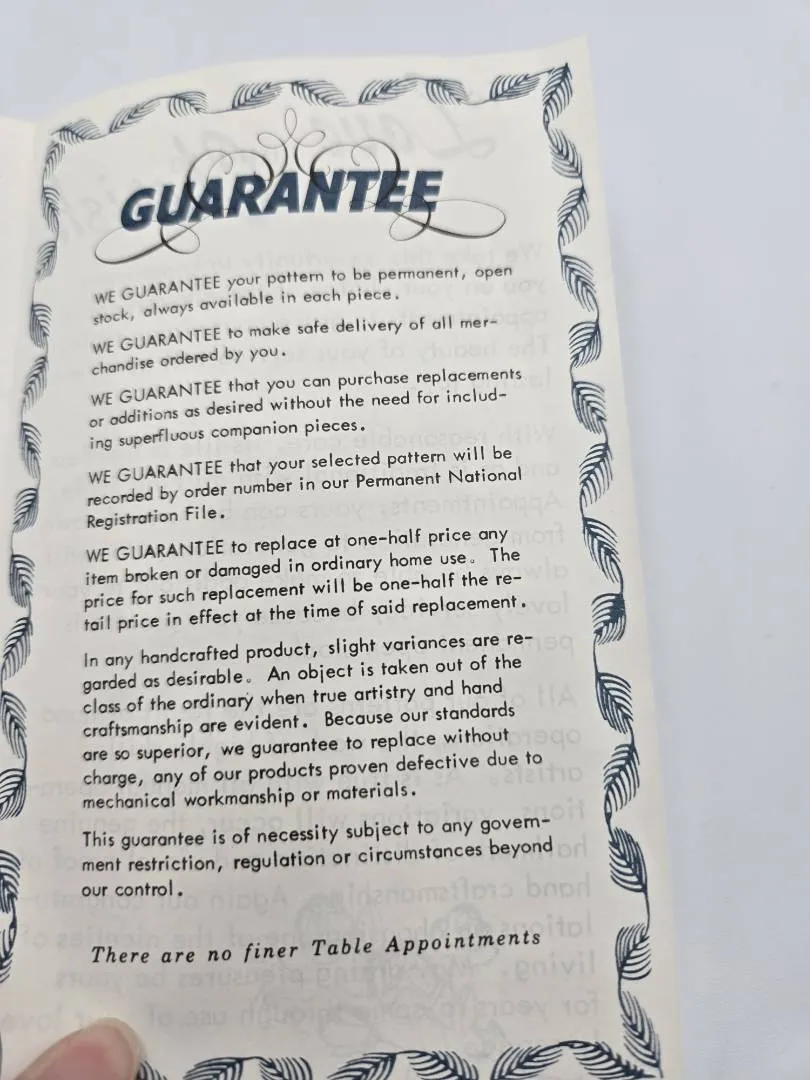 GUARANTEE
WE GUARANTEE your pattern to be permanent, open
stock, always available in each piece.
WE GUARANTEE to make safe delivery of all mer-
chandise ordered by you.
WE GUARANTEE that you can purchase replacements
or additions as desired without the need for includ-
ing superfluous companion pieces.
WE GUARANTEE that your selected pattern will be
recorded by order number in our Permanent National
Registration File.
WE GUARANTEE to replace at one-half price any
item broken or damaged in ordinary home use. The
price for such replacement will be one-half the re-
tail price in effect at the time of said replacement.
In any handcrafted product, slight variances are re-
garded as desirable. An object is taken out of the
class of the ordinary when true artistry and hand
craftsmanship are evident. Because our standards
are so superior, we guarantee to replace without
charge, any of our products proven defective due to
mechanical workmanship or materials.
This guarantee is of necessity subject to any govern-
ment restriction, regulation or circumstances beyond
our control.
There are no finer Table Appointments